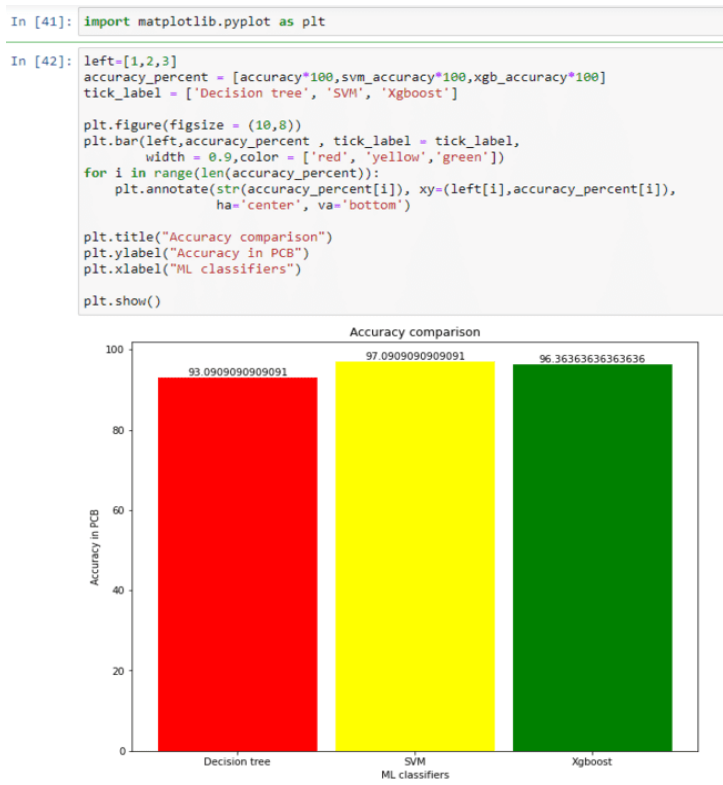 In [41]: import matplotlib.pyplot as plt
In [42]: left=[1,2,3]
accuracy_percent = [accuracy*100,svm_accuracy*100,xgb_accuracy*100]
tick_label = ['Decision tree', 'SVM', 'Xgboost']
plt.figure(figsize = (10,8))
plt.bar(left,accuracy_percent , tick_label = tick_label,
width = 0.9,color = ['red', 'yellow','green'])
for i in range(len(accuracy_percent)):
plt.annotate(str(accuracy_percent[i]), xy=(left[i],accuracy_percent[i]),
ha='center', va='bottom')
plt.title("Accuracy comparison")
plt.ylabel("Accuracy in PCB")
plt.xlabel("ML classifiers")
plt.show()
Accuracy comparison
93.0909090909091
97.0909090909091
96.36363636363636
100
80
60
40
20
0
Accuracy in PCB
Decision tree
SVM
Xgboost
ML classifiers